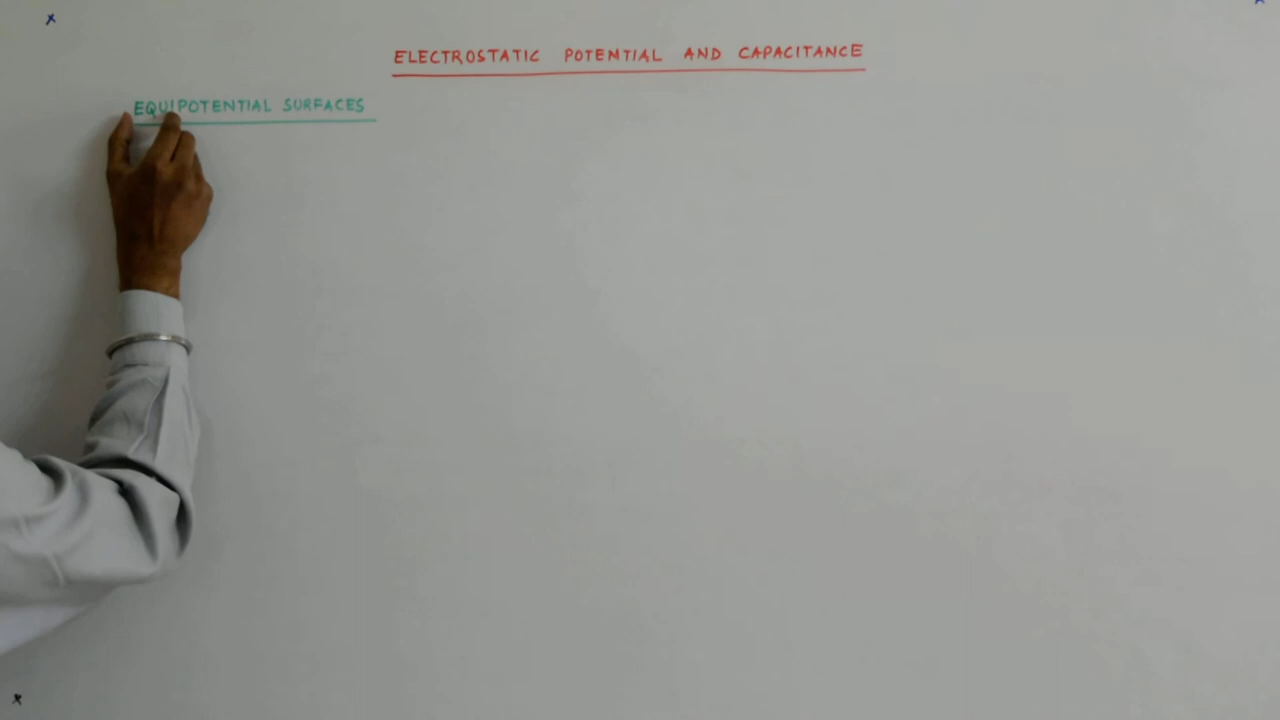 ELECTROSTATIC POTENTIAL AND CAPACITANCE
EQUIPOTENTIAL SURFACES